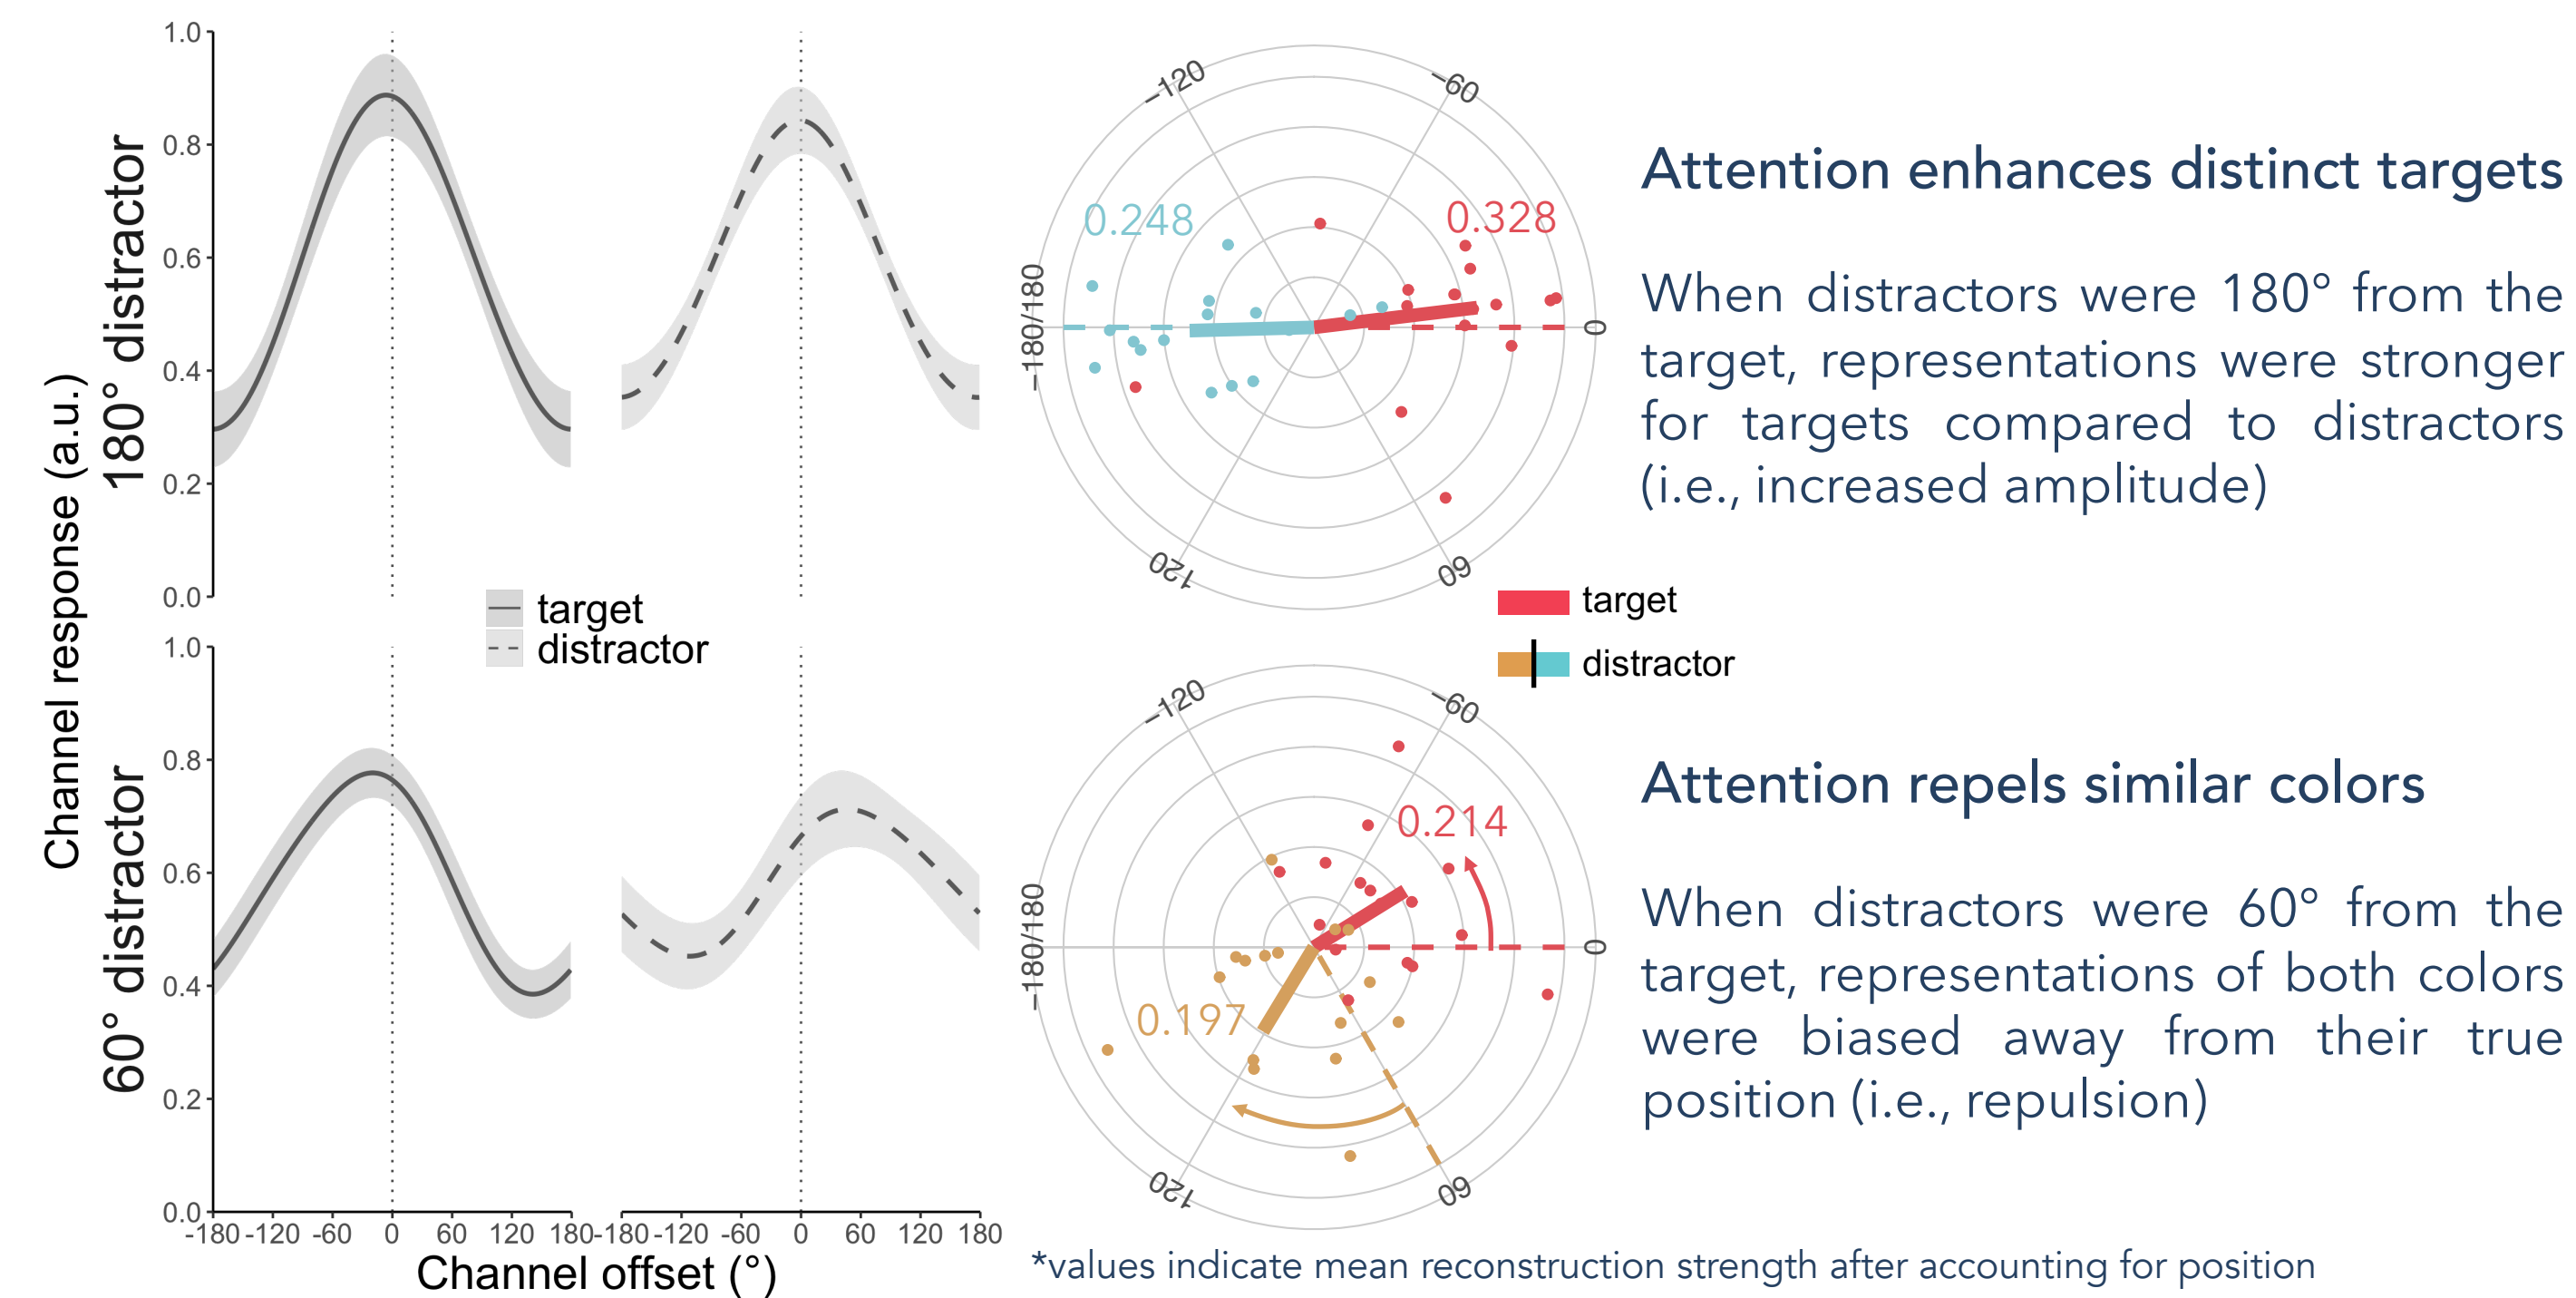 Channel response (a.u.)
180° distractor
1.0
0.8
0.6
0.4
0.2
0.0
target
distractor
60° distractor
1.0
0.8
0.6
0.4
0.2
0.0
-180 -120 -60 0 60 120 180
-180 -120 -60 0 60 120 180
Channel offset (°)
−120
−60
−180/180
0
120
60
0.248
0.328
target
distractor
−120
−60
−180/180
0
120
60
0.214
0.197
Attention enhances distinct targets
When distractors were 180° from the
target, representations were stronger
for targets compared to distractors
(i.e., increased amplitude)
Attention repels similar colors
When distractors were 60° from the
target, representations of both colors
were biased away from their true
position (i.e., repulsion)
*values indicate mean reconstruction strength after accounting for position